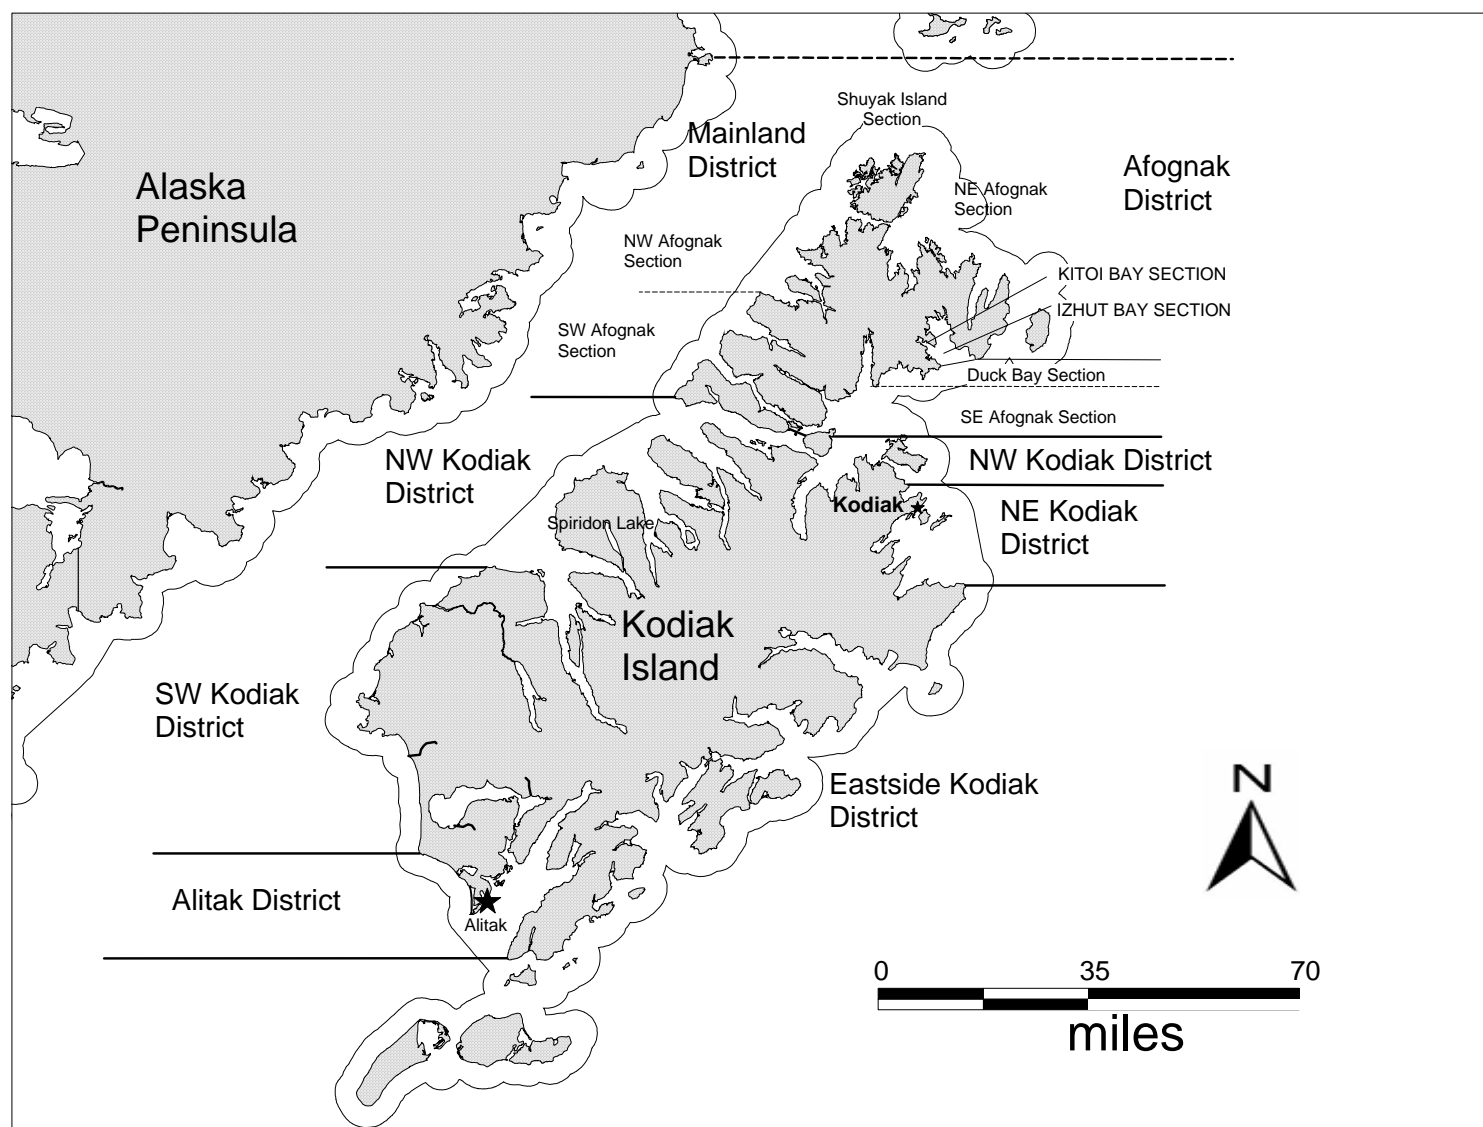 Shuyak Island
Section
Mainland
District
Afognak
District
Alaska
Peninsula
NE Afognak
Section
NW Afognak
Section
KITOI BAY SECTION
IZHUT BAY SECTION
SW Afognak
Section
Duck Bay Section
SE Afognak Section
NW Kodiak
District
NW Kodiak District
Kodiak
NE Kodiak
District
Spiridon Lake
Kodiak
Island
SW Kodiak
District
Eastside Kodiak
District
N
Alitak District
Alitak
0 35 70
miles